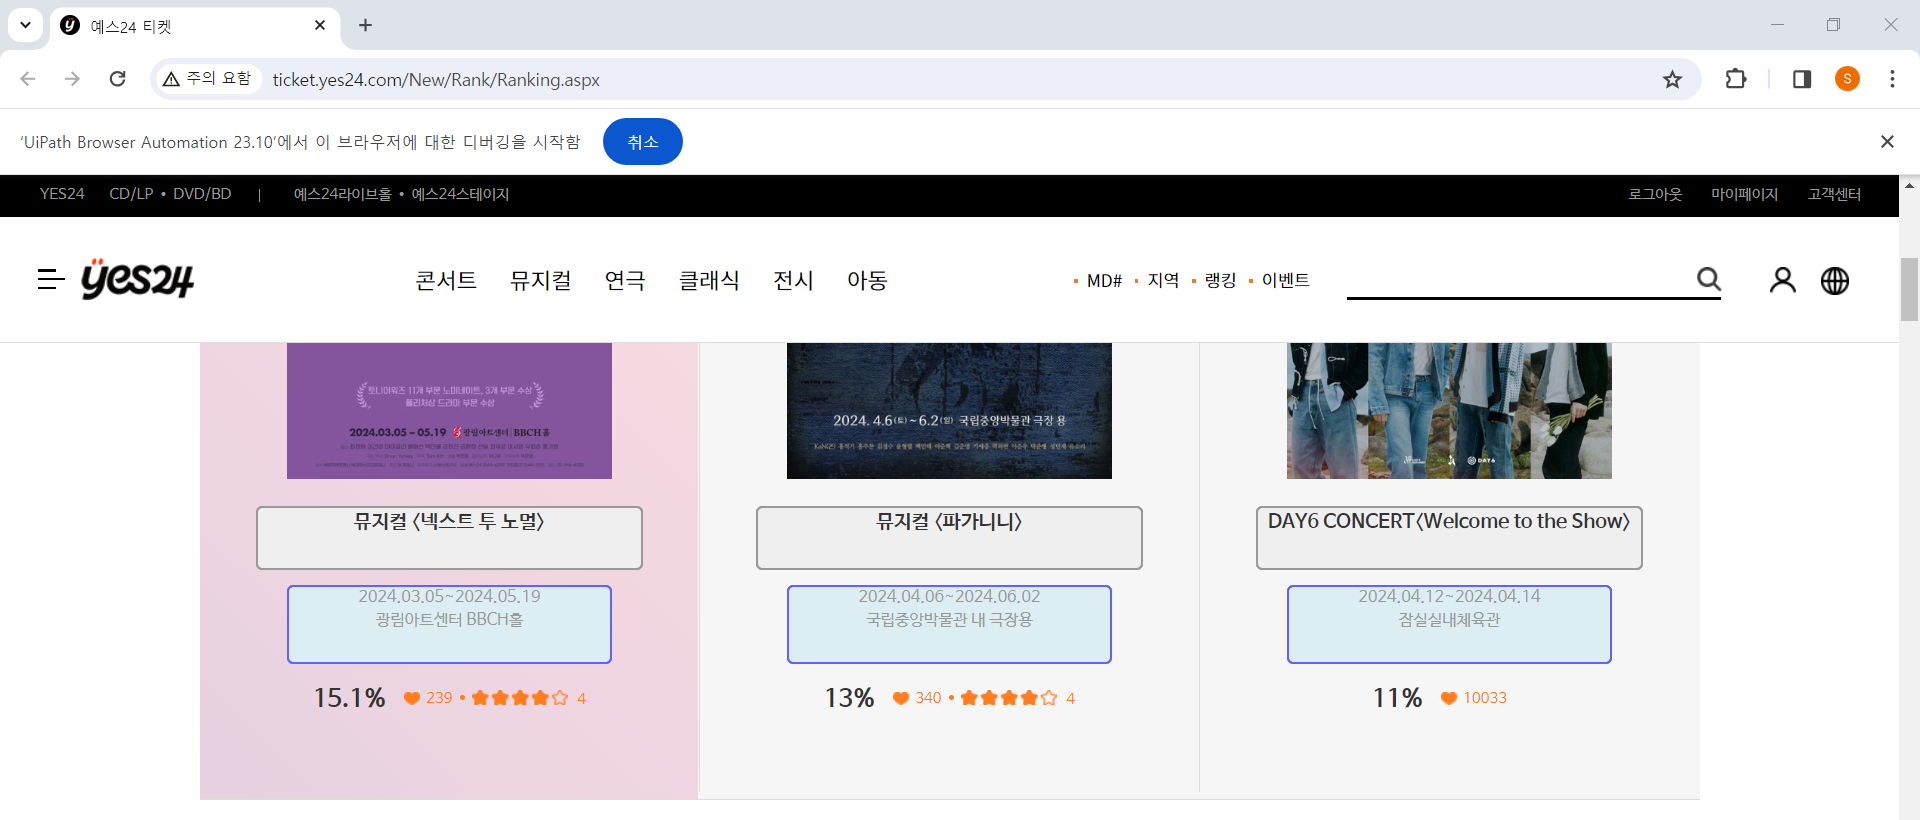 예스24 티켓
주의 요함 ticket.yes24.com/New/Rank/Ranking.aspx S
‘UiPath Browser Automation 23.10’에서 이 브라우저에 대한 디버깅을 시작함 취소
YES24 CD/LP • DVD/BD | 예스24라이브홀 • 예스24스테이지 로그아웃 마이페이지 고객센터
yes24 콘서트 뮤지컬 연극 클래식 전시 아동 MD# 지역 랭킹 이벤트
토니어워즈 11개 부문 노미네이트, 3개 부문 수상
퓰리처상 드라마 부문 수상
2024.03.05 – 05.19 광림아트센터 BBCH홀
2024. 4.6(토) ~ 6.2(일) 국립중앙박물관 극장 용
DAY6
뮤지컬 〈넥스트 투 노멀〉
2024.03.05~2024.05.19
광림아트센터 BBCH홀
15.1% 239 • 4
뮤지컬 〈파가니니〉
2024.04.06~2024.06.02
국립중앙박물관 내 극장용
13% 340 • 4
DAY6 CONCERT〈Welcome to the Show〉
2024.04.12~2024.04.14
잠실실내체육관
11% 10033